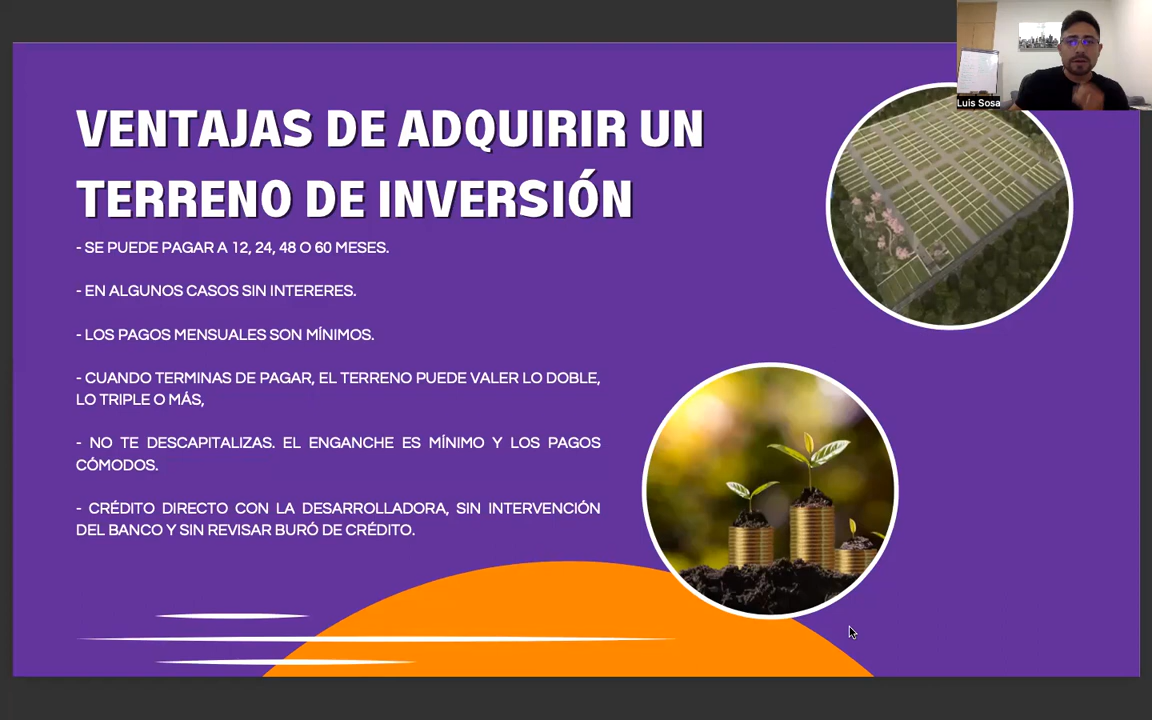 VENTAJAS DE ADQUIRIR UN
TERRENO DE INVERSIÓN
- SE PUEDE PAGAR A 12, 24, 48 O 60 MESES.
- EN ALGUNOS CASOS SIN INTERERES.
- LOS PAGOS MENSUALES SON MÍNIMOS.
- CUANDO TERMINAS DE PAGAR, EL TERRENO PUEDE VALER LO DOBLE,
LO TRIPLE O MÁS,
- NO TE DESCAPITALIZAS. EL ENGANCHE ES MÍNIMO Y LOS PAGOS
CÓMODOS.
- CRÉDITO DIRECTO CON LA DESARROLLADORA, SIN INTERVENCIÓN
DEL BANCO Y SIN REVISAR BURÓ DE CRÉDITO.
Luis Sosa